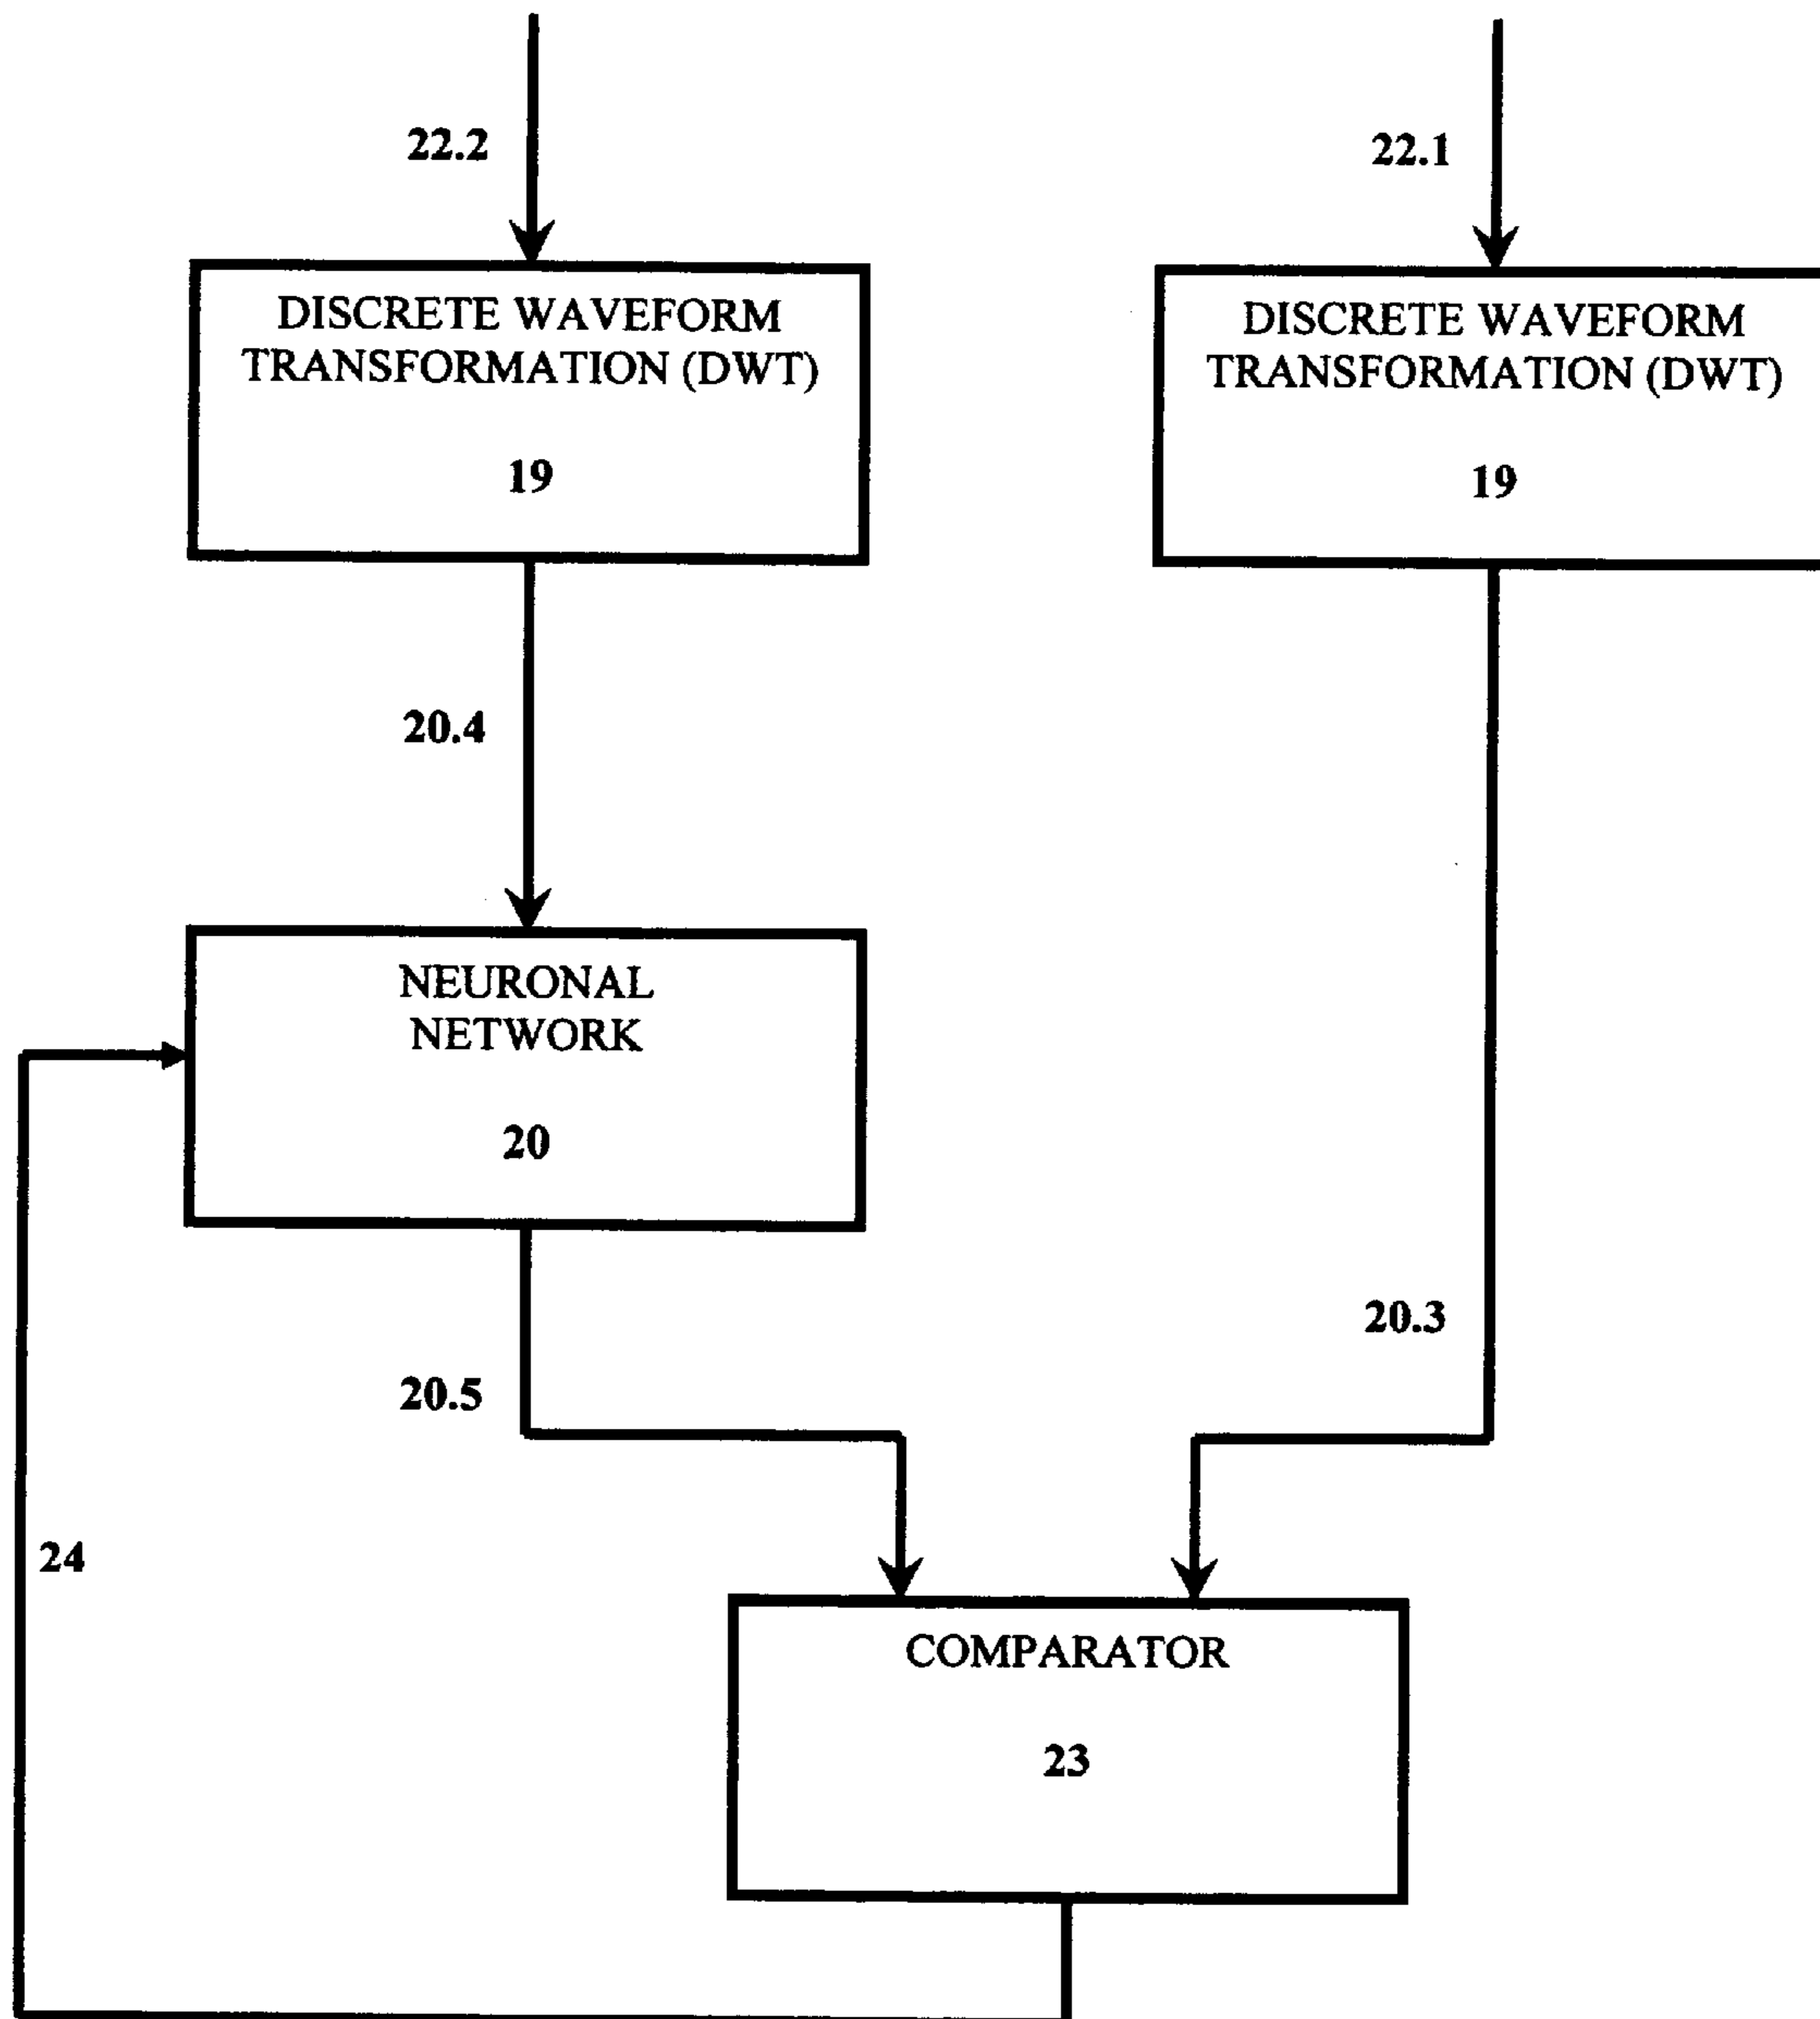 22.2
22.1
DISCRETE WAVEFORM
TRANSFORMATION (DWT)
19
DISCRETE WAVEFORM
TRANSFORMATION (DWT)
19
20.4
NEURONAL
NETWORK
20
20.3
20.5
24
COMPARATOR
23